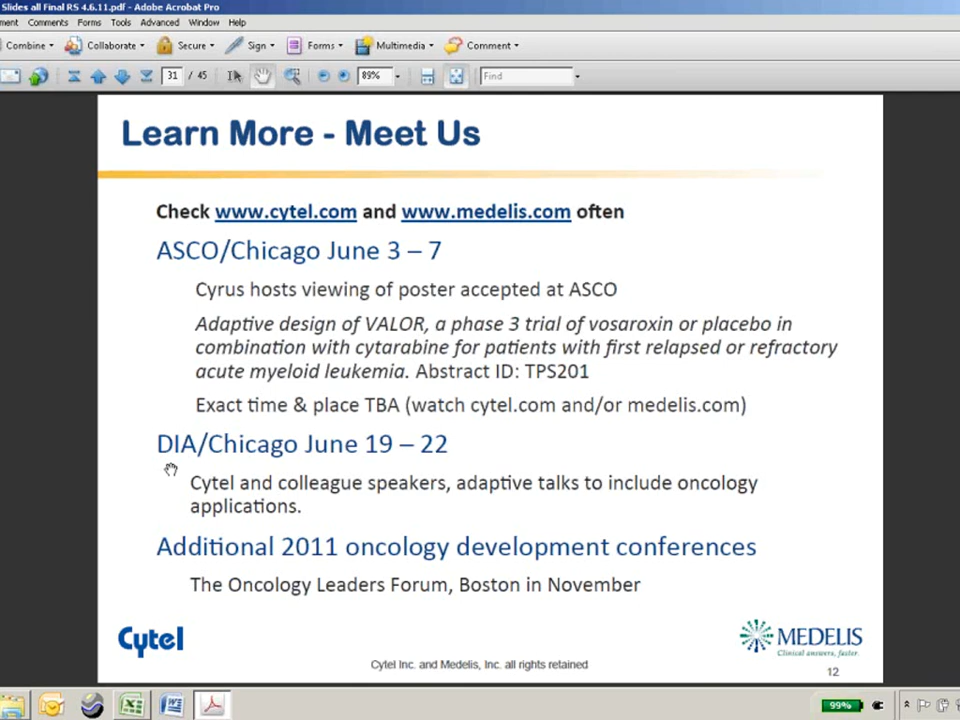 Slides all Final RS 4.6.11.pdf - Adobe Acrobat Pro
ment Comments Forms Tools Advanced Window Help
Combine Collaborate Secure Sign Forms Multimedia Comment
31 / 45 89% Find
Learn More - Meet Us
Check www.cytel.com and www.medelis.com often
ASCO/Chicago June 3 – 7
Cyrus hosts viewing of poster accepted at ASCO
Adaptive design of VALOR, a phase 3 trial of vosaroxin or placebo in
combination with cytarabine for patients with first relapsed or refractory
acute myeloid leukemia. Abstract ID: TPS201
Exact time & place TBA (watch cytel.com and/or medelis.com)
DIA/Chicago June 19 – 22
Cytel and colleague speakers, adaptive talks to include oncology
applications.
Additional 2011 oncology development conferences
The Oncology Leaders Forum, Boston in November
Cytel
MEDELIS
Clinical answers, faster.
Cytel Inc. and Medelis, Inc. all rights retained
12
99%